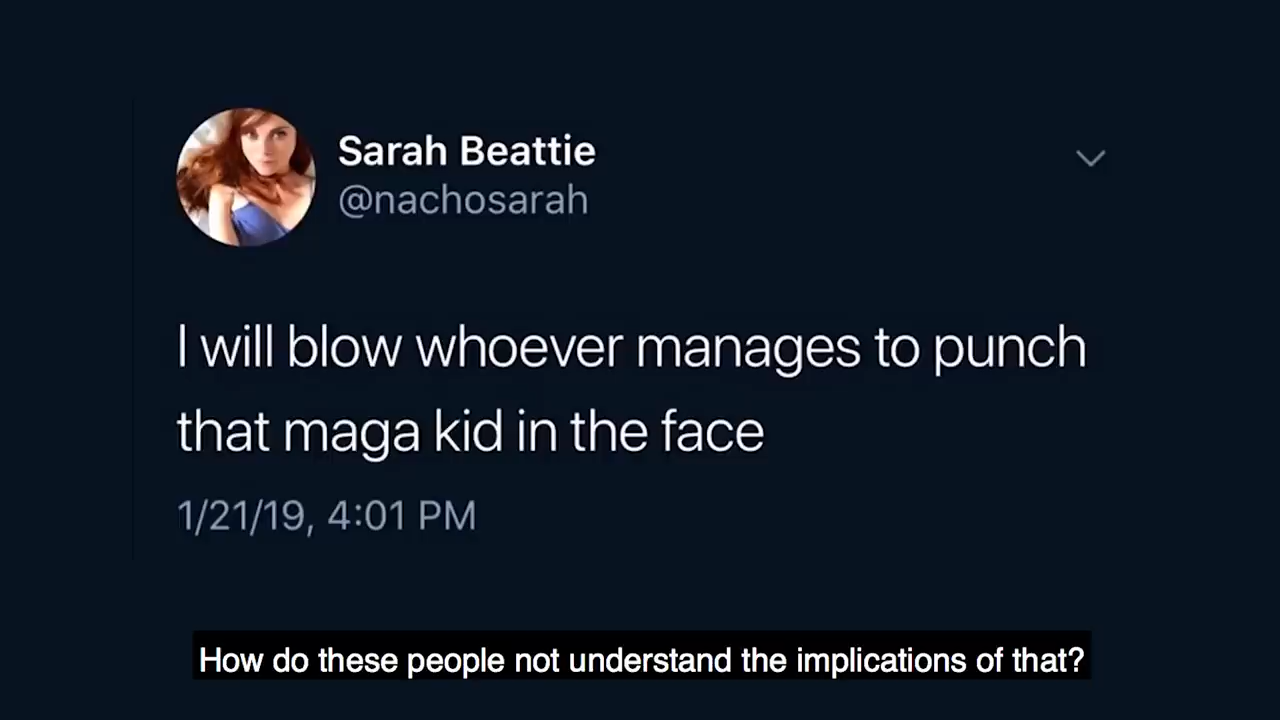 Sarah Beattie
@nachosarah
I will blow whoever manages to punch
that maga kid in the face
1/21/19, 4:01 PM
How do these people not understand the implications of that?